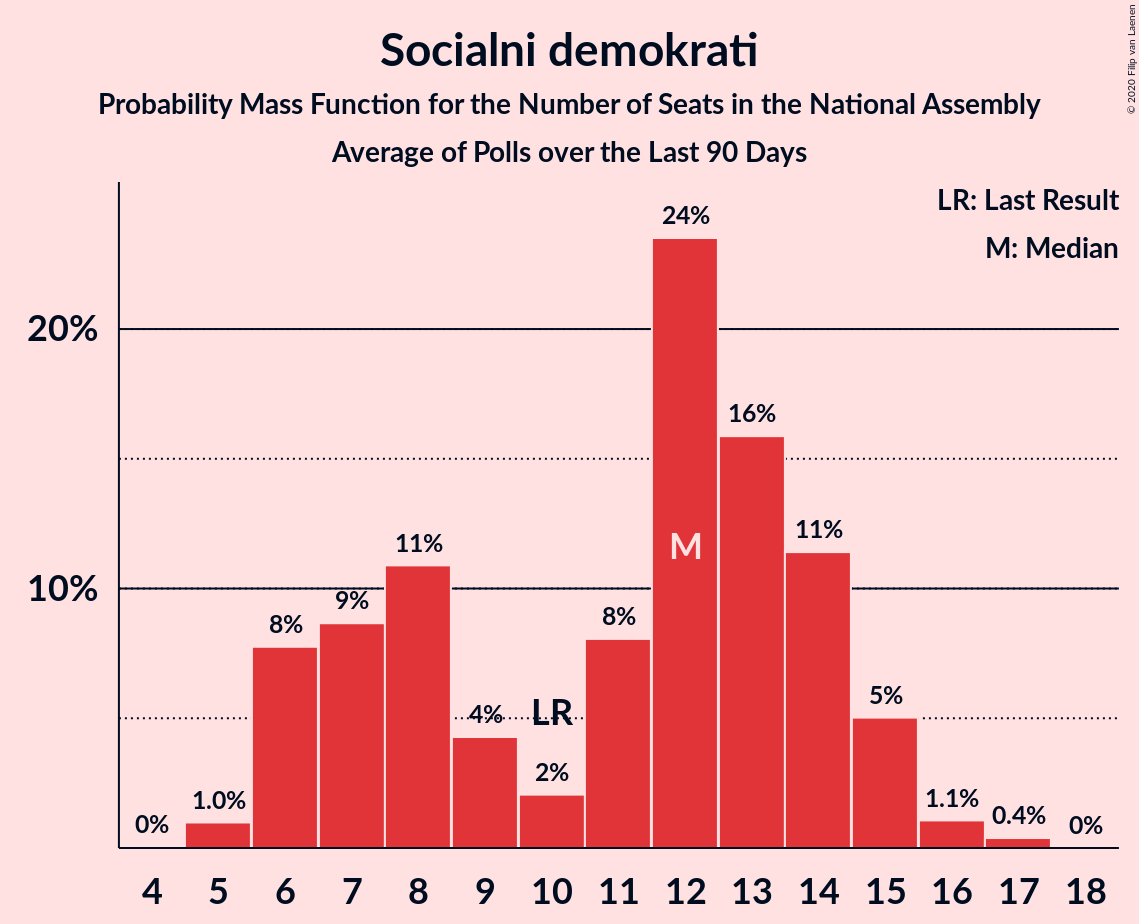 Socialni demokrati
Probability Mass Function for the Number of Seats in the National Assembly
Average of Polls over the Last 90 Days
© 2020 Filip van Laenen
LR: Last Result
M: Median
24%
20%
16%
11%
M
11%
10%
9%
8%
8%
LR
4%
5%
2%
1.0%
1.1%
0.4%
0%
0%
4 5 6 7 8 9 10 11 12 13 14 15 16 17 18